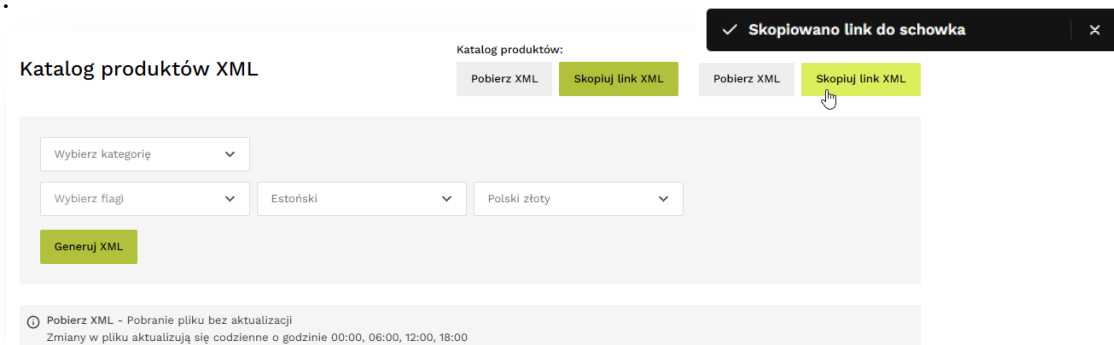 Skopiowano link do schowka
Katalog produktów:
Katalog produktów XML
Pobierz XML
Skopiuj link XML
Pobierz XML
Skopiuj link XML
Wybierz kategorię
Wybierz flagi
Estoński
Polski złoty
Generuj XML
Pobierz XML - Pobranie pliku bez aktualizacji
Zmiany w pliku aktualizują się codzienne o godzinie 00:00, 06:00, 12:00, 18:00